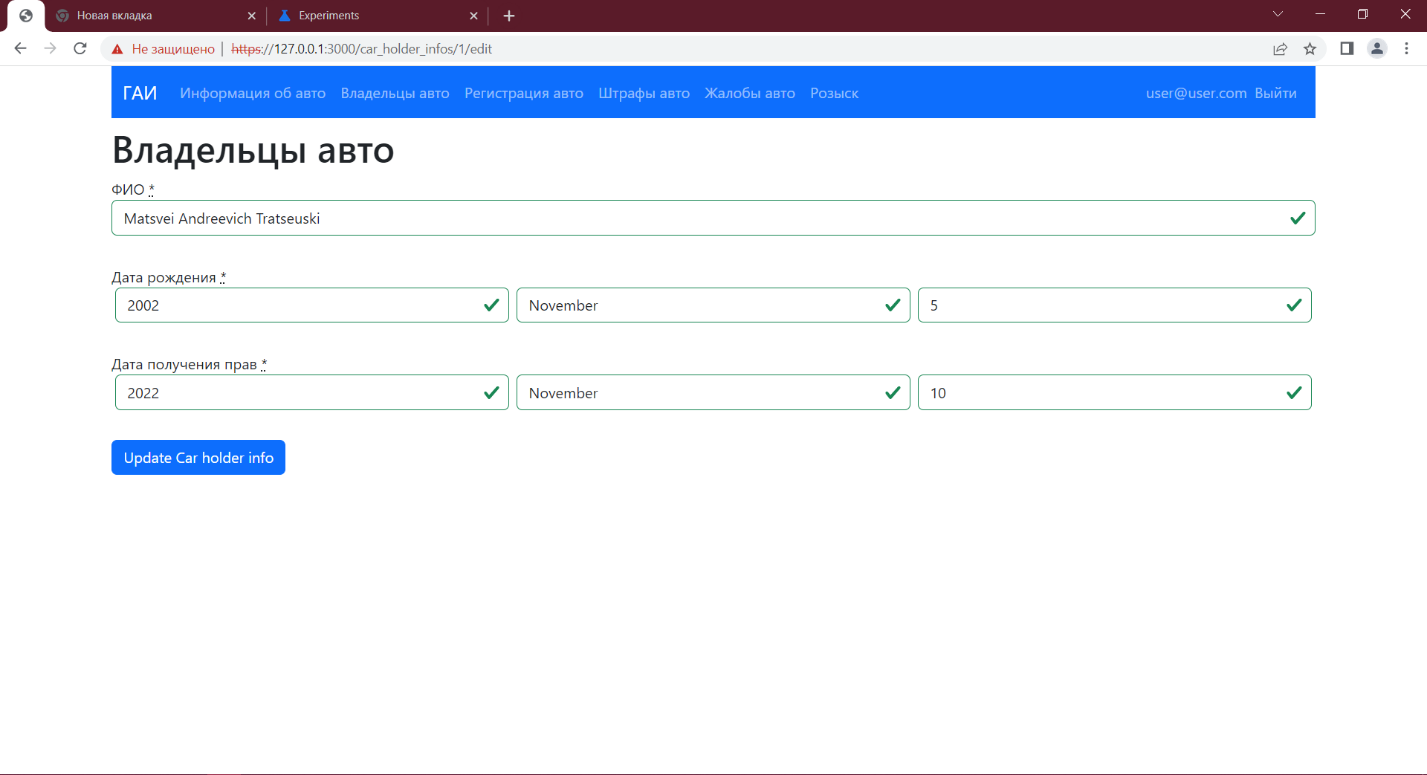 Новая вкладка Experiments
Не защищено | https://127.0.0.1:3000/car_holder_infos/1/edit
ГАИ Информация об авто Владельцы авто Регистрация авто Штрафы авто Жалобы авто Розыск user@user.com Выйти
Владельцы авто
ФИО *
Matsvei Andreevich Tratseuski
Дата рождения *
2002 November 5
Дата получения прав *
2022 November 10
Update Car holder info